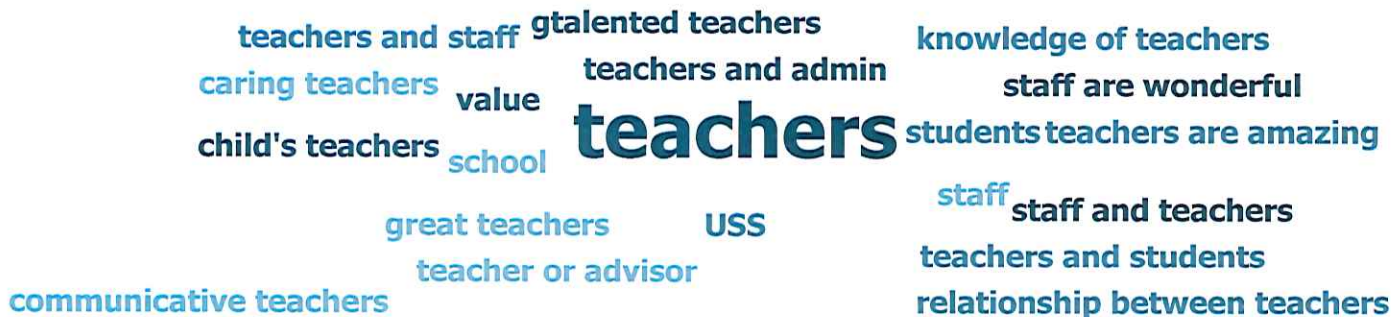 teachers and staff
gtalented teachers
knowledge of teachers
caring teachers
value
teachers and admin
staff are wonderful
child's teachers
school
teachers
students
teachers are amazing
staff
staff and teachers
great teachers
USS
teachers and students
teacher or advisor
communicative teachers
relationship between teachers